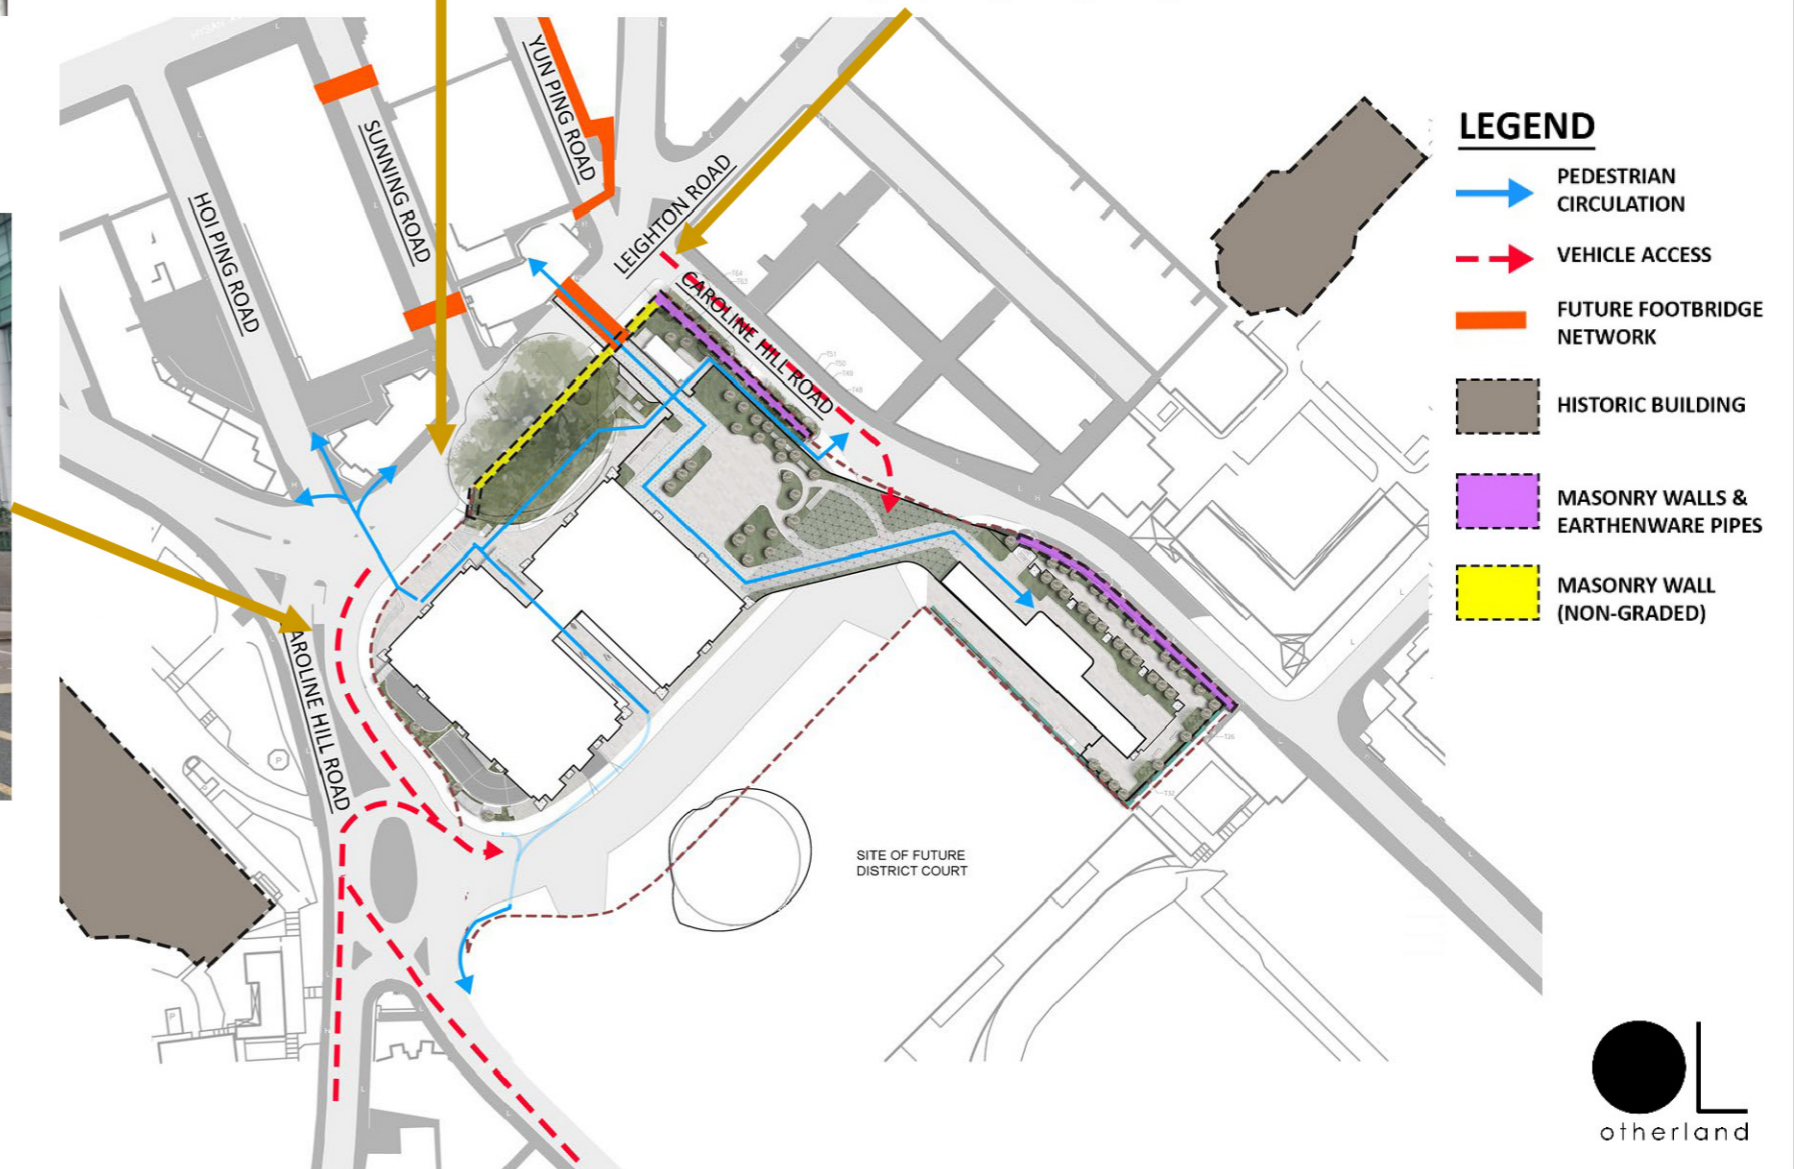 YUN PING ROAD
SUNNING ROAD
HOI PING ROAD
LEIGHTON ROAD
CAROLINE HILL ROAD
AROLINE HILL ROAD
SITE OF FUTURE
DISTRICT COURT
P
P
P
LEGEND
PEDESTRIAN
CIRCULATION
VEHICLE ACCESS
FUTURE FOOTBRIDGE
NETWORK
HISTORIC BUILDING
MASONRY WALLS &
EARTHENWARE PIPES
MASONRY WALL
(NON-GRADED)
OL
otherland